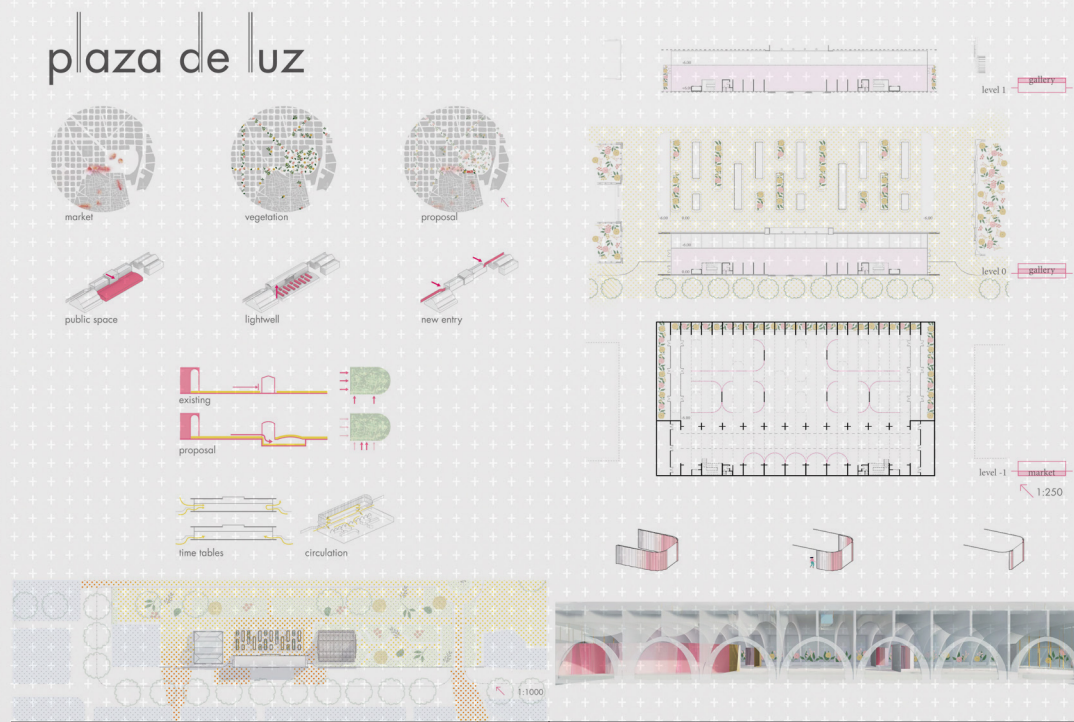 plaza de luz
market
vegetation
proposal
public space
lightwell
new entry
existing
proposal
time tables
circulation
1:1000
level 1
gallery
level 0
gallery
level -1
market
1:250